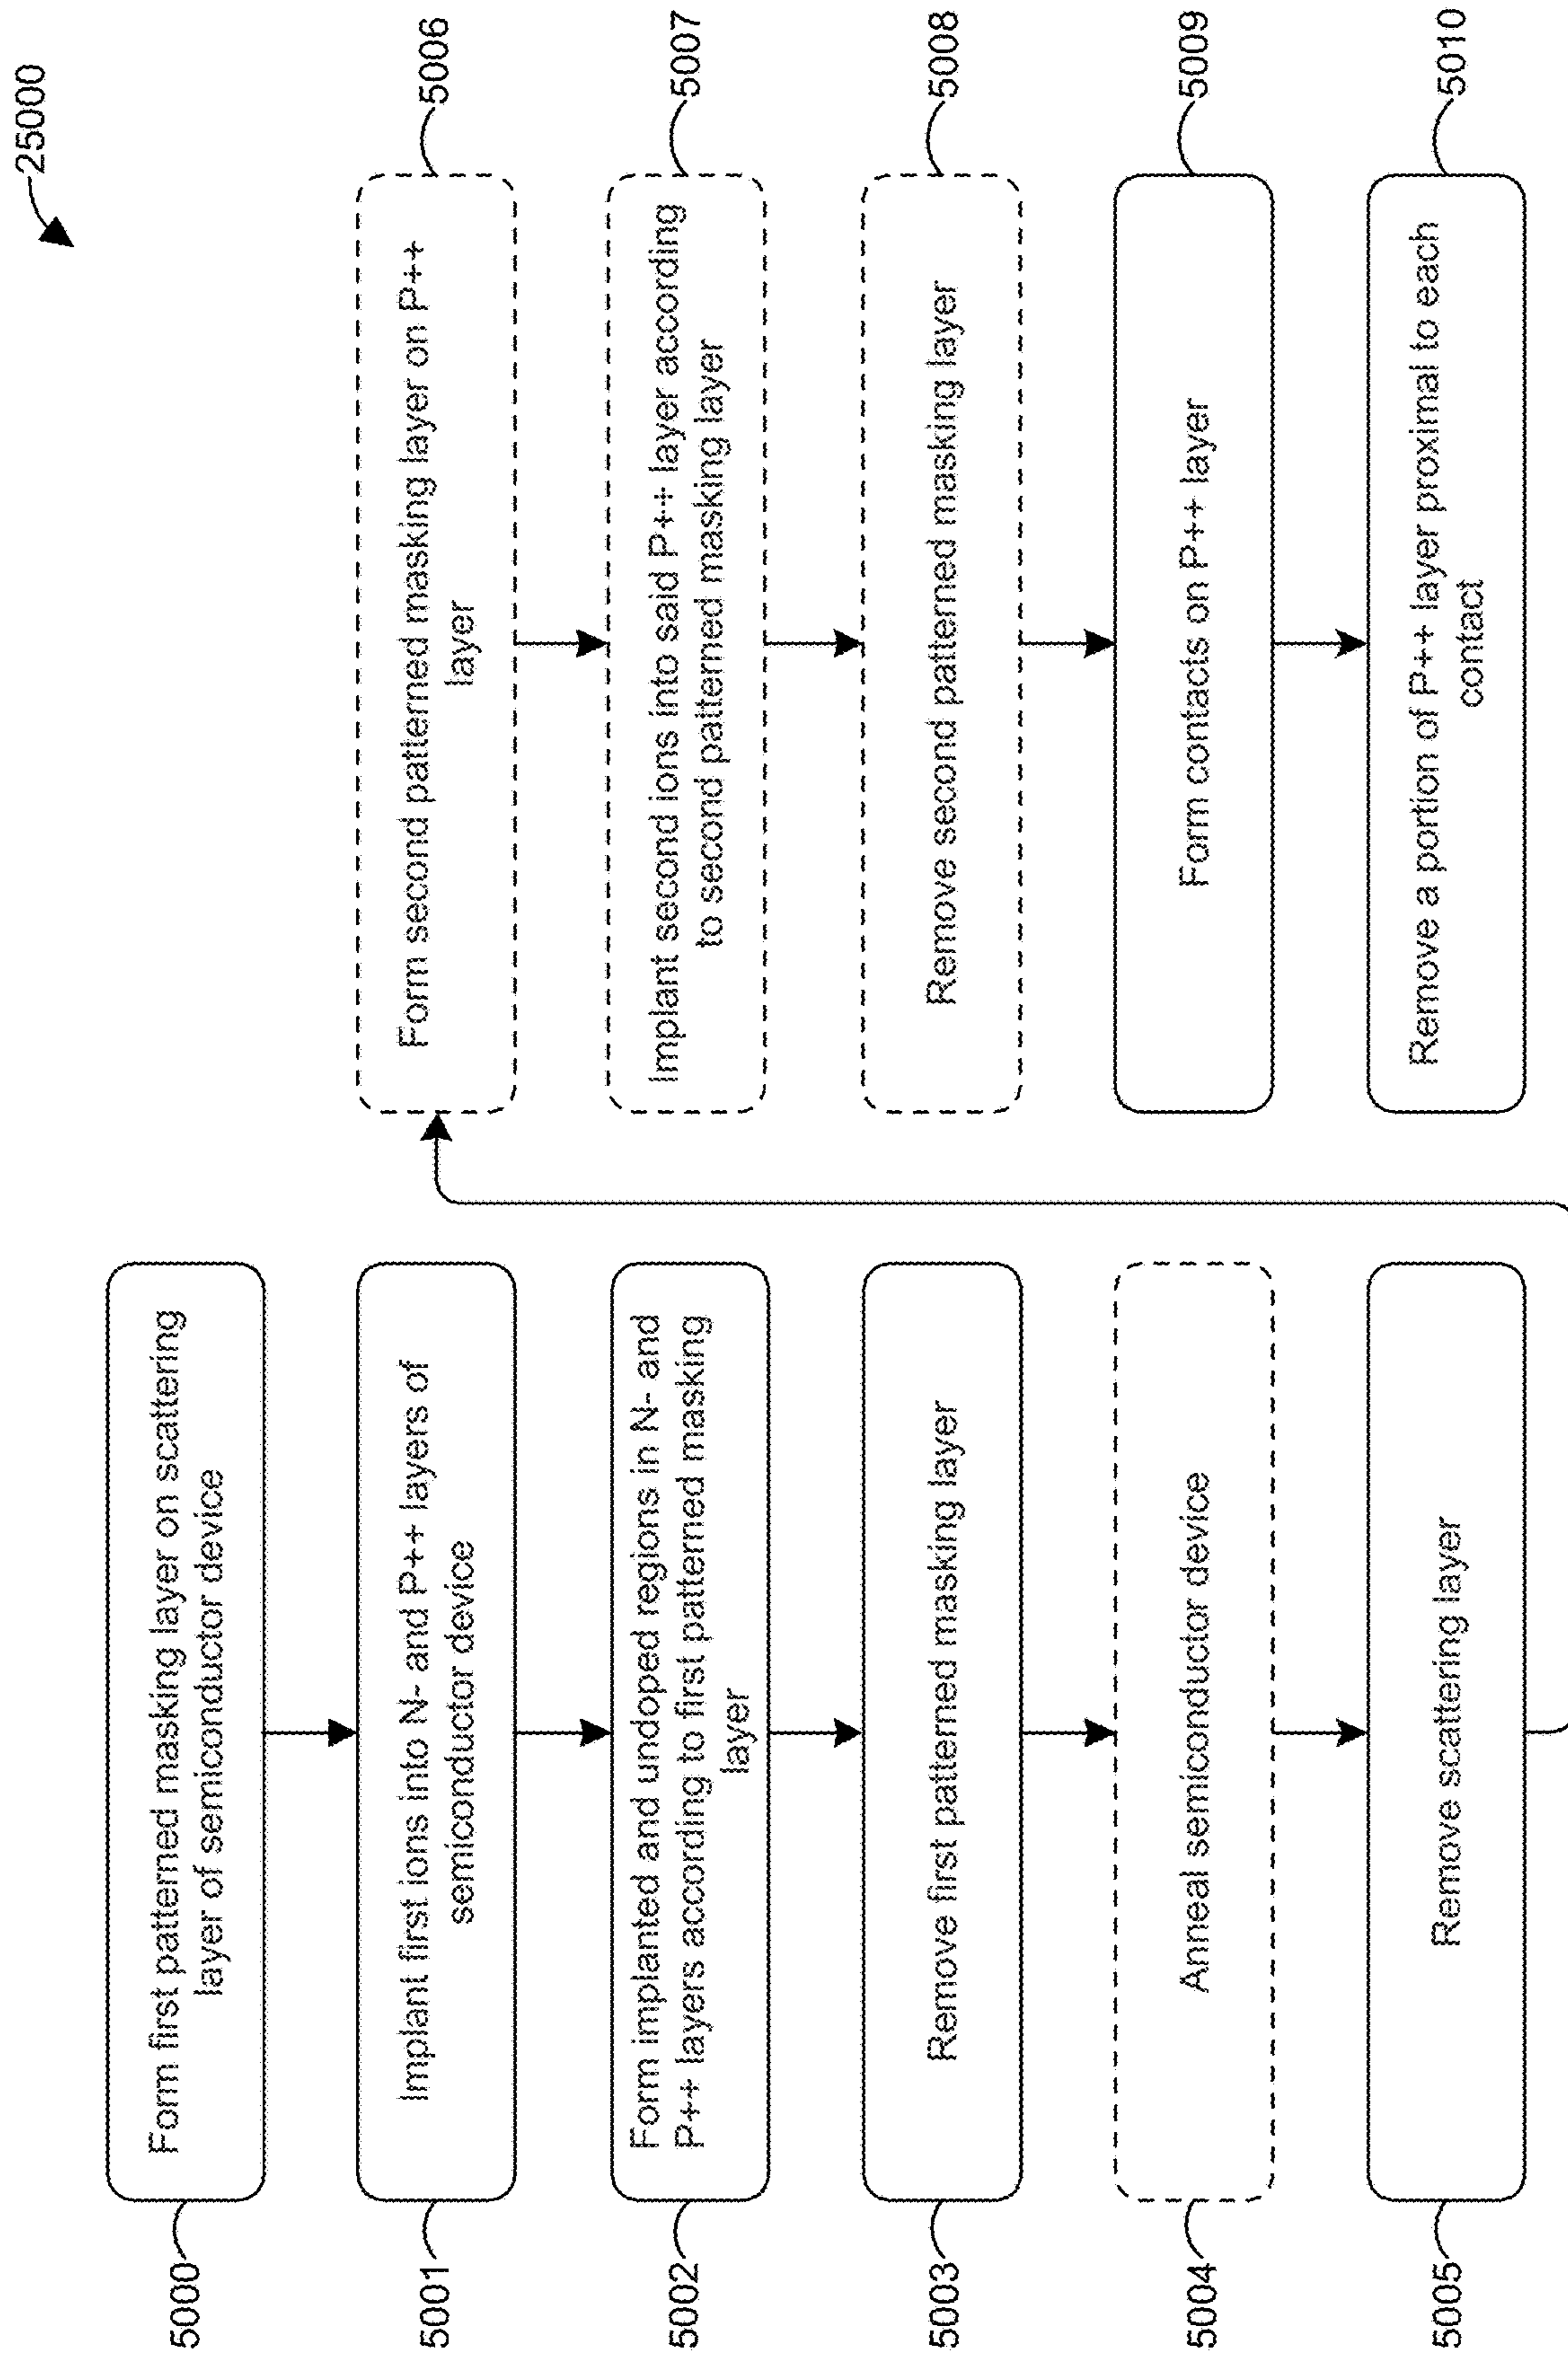 25000
5000
Form first patterned masking layer on scattering
layer of semiconductor device
5001
Implant first ions into N- and P++ layers of
semiconductor device
5002
Form implanted and undoped regions in N- and
P++ layers according to first patterned masking
layer
5003
Remove first patterned masking layer
5004
Anneal semiconductor device
5005
Remove scattering layer
5006
Form second patterned masking layer on P++
layer
5007
Implant second ions into said P++ layer according
to second patterned masking layer
5008
Remove second patterned masking layer
5009
Form contacts on P++ layer
5010
Remove a portion of P++ layer proximal to each
contact